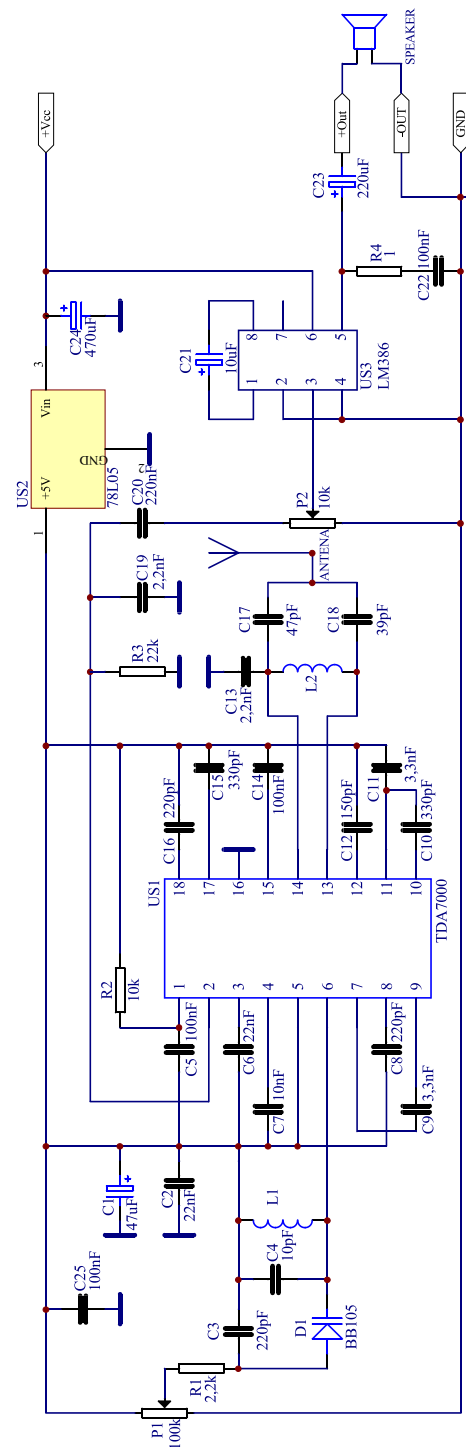 +Vcc
SPEAKER
+Out
-OUT
GND
C23
220uF
R4
1
C22
100nF
C24
470uF
3
Vin
US2
GND
2
+5V
78L05
1
C21
10uF
8
7
6
5
1
2
3
4
US3
LM386
C20
220nF
P2
10k
C19
2,2nF
ANTENA
R3
22k
C17
47pF
C18
39pF
C13
2,2nF
L2
C16
220pF
C15
330pF
C14
100nF
C12
150pF
C11
3,3nF
C10
330pF
US1
18
17
16
15
14
13
12
11
10
1
2
3
4
5
6
7
8
9
TDA7000
R2
10k
C5
100nF
C6
22nF
C7
10nF
C8
220pF
C9
3,3nF
C1
47uF
C2
22nF
C25
100nF
L1
C4
10pF
C3
220pF
D1
BB105
R1
2,2k
P1
100k